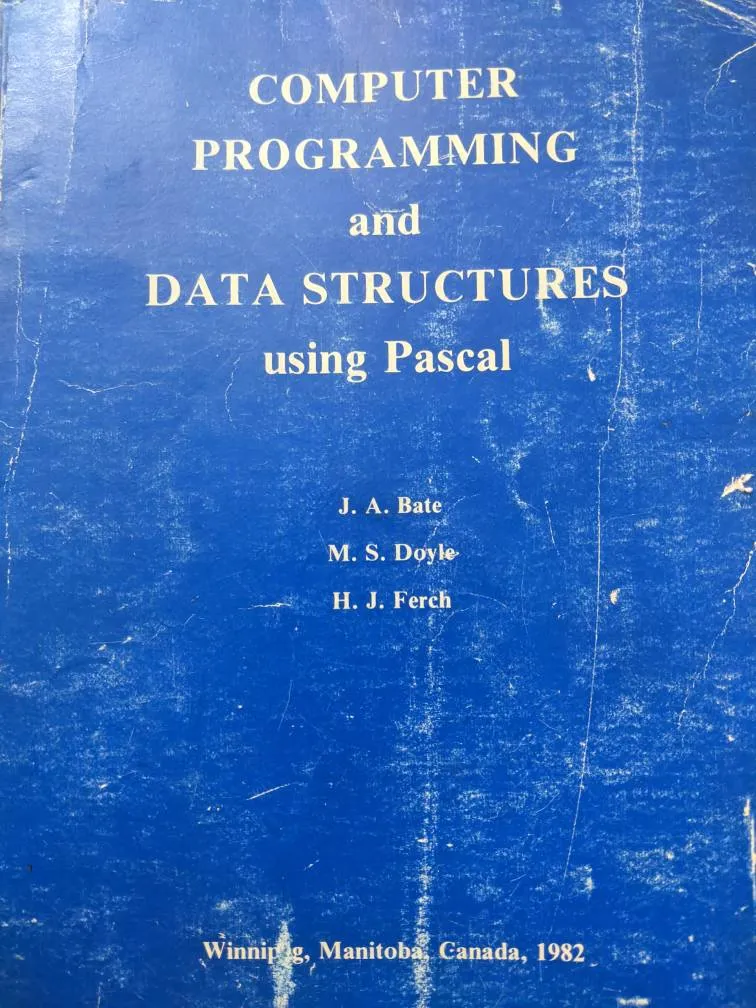 COMPUTER
PROGRAMMING
and
DATA STRUCTURES
using Pascal
J. A. Bate
M. S. Doyle
H. J. Ferch
Winnipeg, Manitoba, Canada, 1982